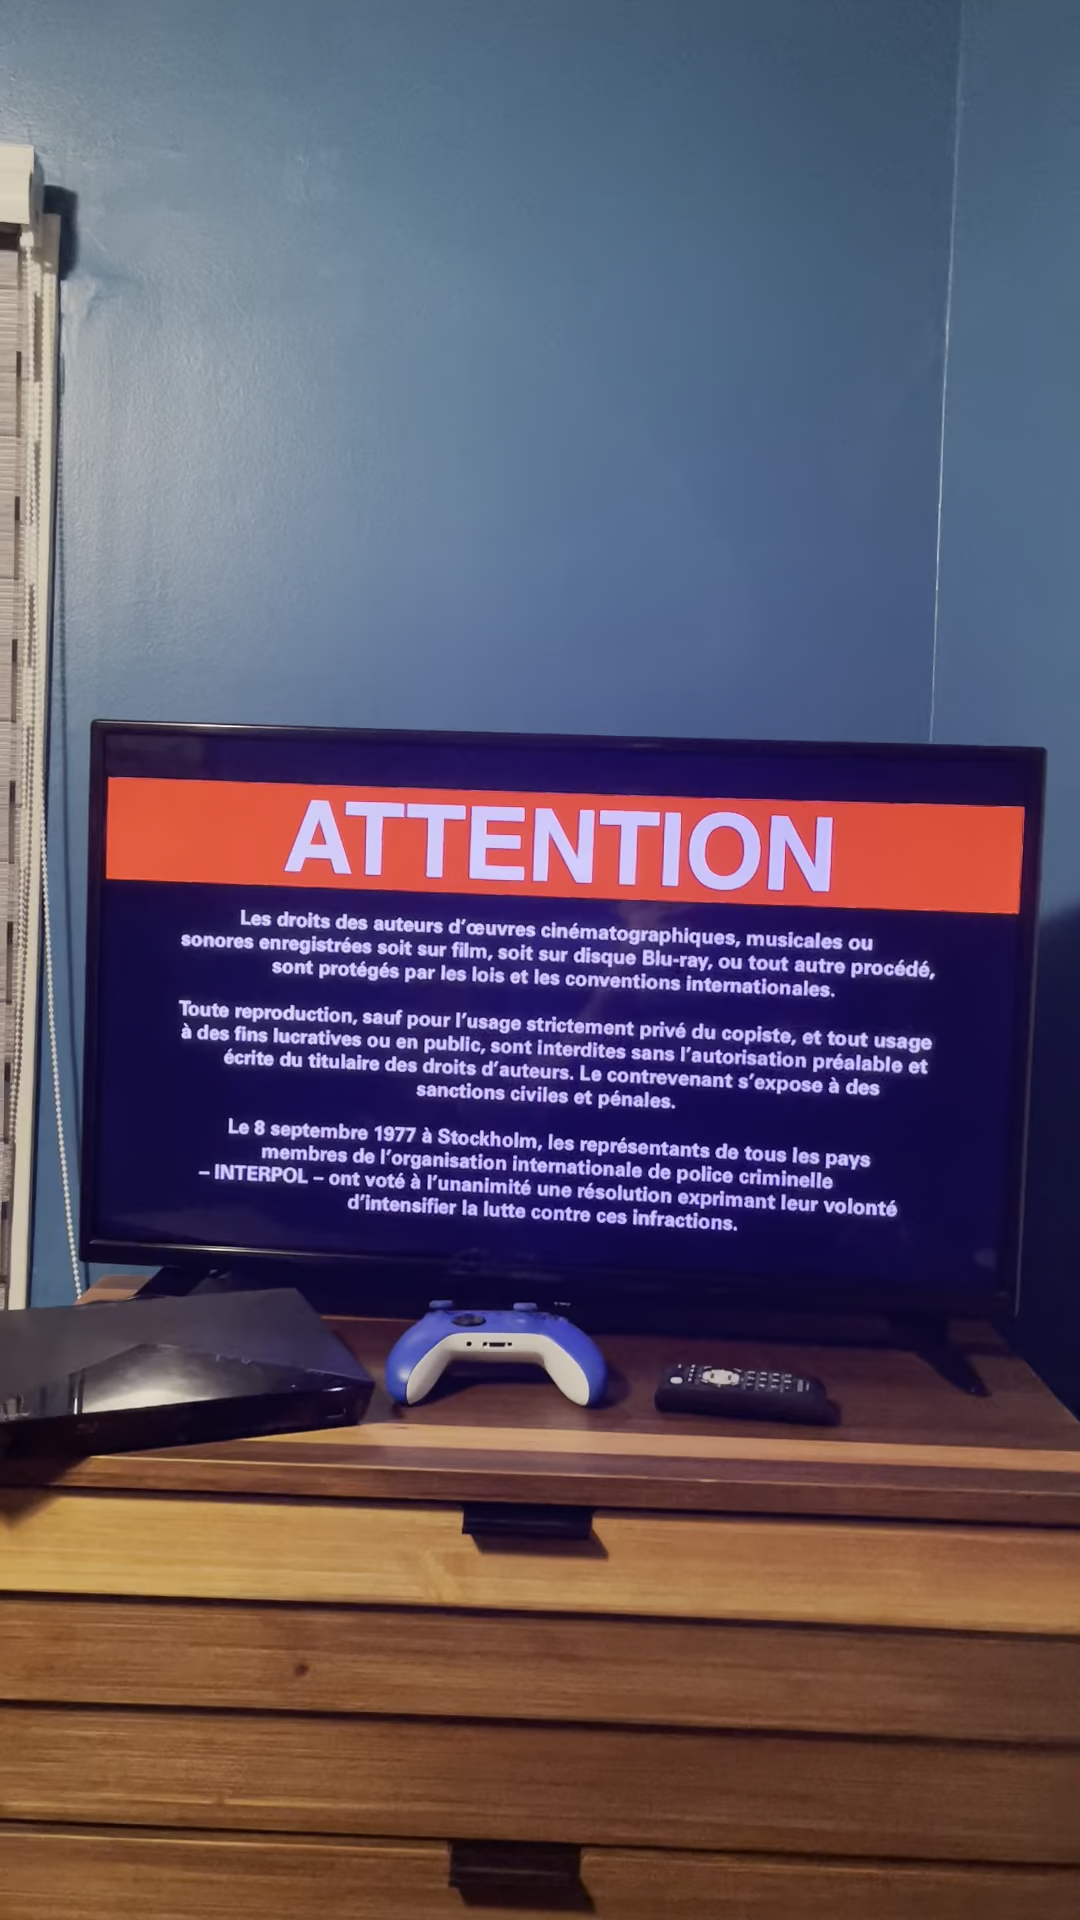 ATTENTION
Les droits des auteurs d'œuvres cinématographiques, musicales ou
sonores enregistrées soit sur film, soit sur disque Blu-ray, ou tout autre procédé,
sont protégés par les lois et les conventions internationales.
Toute reproduction, sauf pour l'usage strictement privé du copiste, et tout usage
à des fins lucratives ou en public, sont interdites sans l'autorisation préalable et
écrite du titulaire des droits d'auteurs. Le contrevenant s'expose à des
sanctions civiles et pénales.
Le 8 septembre 1977 à Stockholm, les représentants de tous les pays
membres de l'organisation internationale de police criminelle
– INTERPOL – ont voté à l'unanimité une résolution exprimant leur volonté
d'intensifier la lutte contre ces infractions.